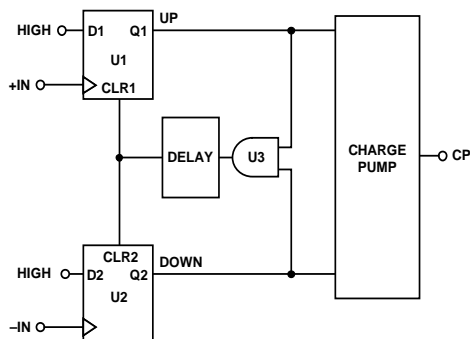 UP
HIGH D1 Q1
U1
+IN
CLR1
DELAY U3 CHARGE
PUMP CP
CLR2 DOWN
HIGH D2 Q2
U2
–IN